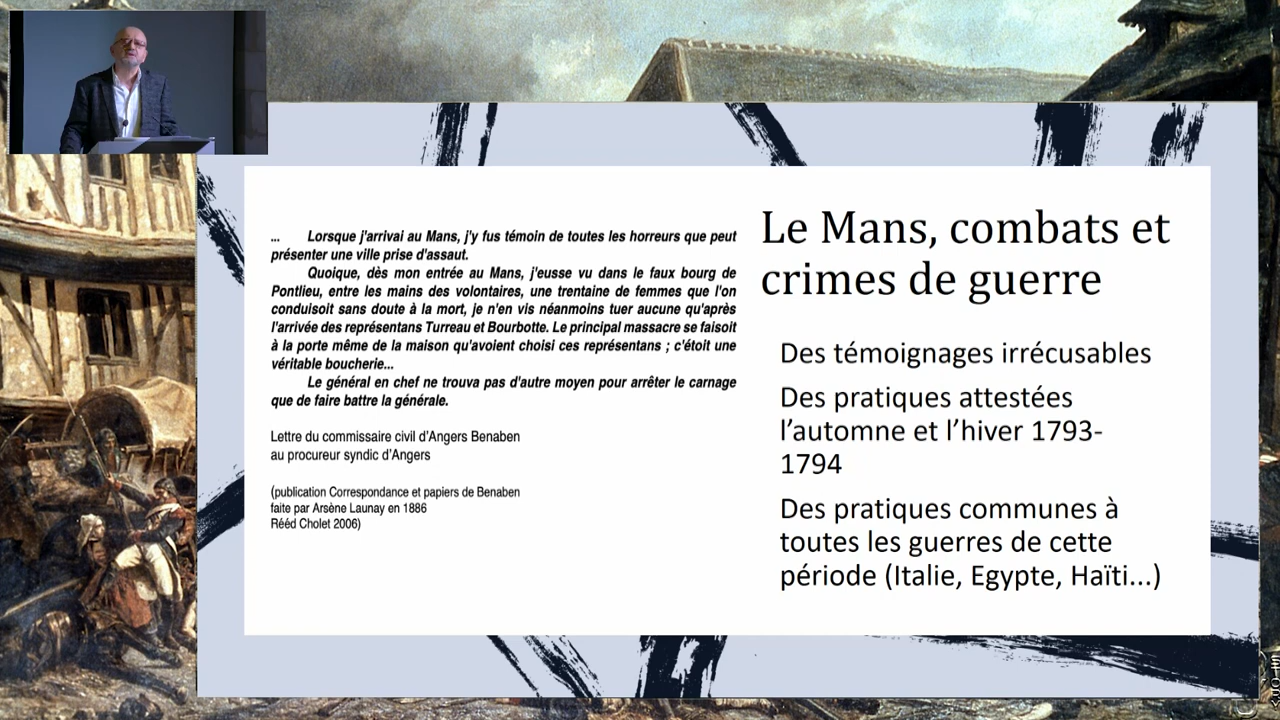 ... Lorsque j'arrivai au Mans, j'y fus témoin de toutes les horreurs que peut
présenter une ville prise d'assaut.
Quoique, dès mon entrée au Mans, j'eusse vu dans le faux bourg de
Pontlieu, entre les mains des volontaires, une trentaine de femmes que l'on
conduisoit sans doute à la mort, je n'en vis néanmoins tuer aucune qu'après
l'arrivée des représentans Turreau et Bourbotte. Le principal massacre se faisoit
à la porte même de la maison qu'avoient choisi ces représentans ; c'étoit une
véritable boucherie...
Le général en chef ne trouva pas d'autre moyen pour arrêter le carnage
que de faire battre la générale.
Lettre du commissaire civil d'Angers Benaben
au procureur syndic d'Angers
(publication Correspondance et papiers de Benaben
faite par Arsène Launay en 1886
Rééd Cholet 2006)
Le Mans, combats et
crimes de guerre
Des témoignages irrécusables
Des pratiques attestées
l'automne et l'hiver 1793-
1794
Des pratiques communes à
toutes les guerres de cette
période (Italie, Egypte, Haïti...)